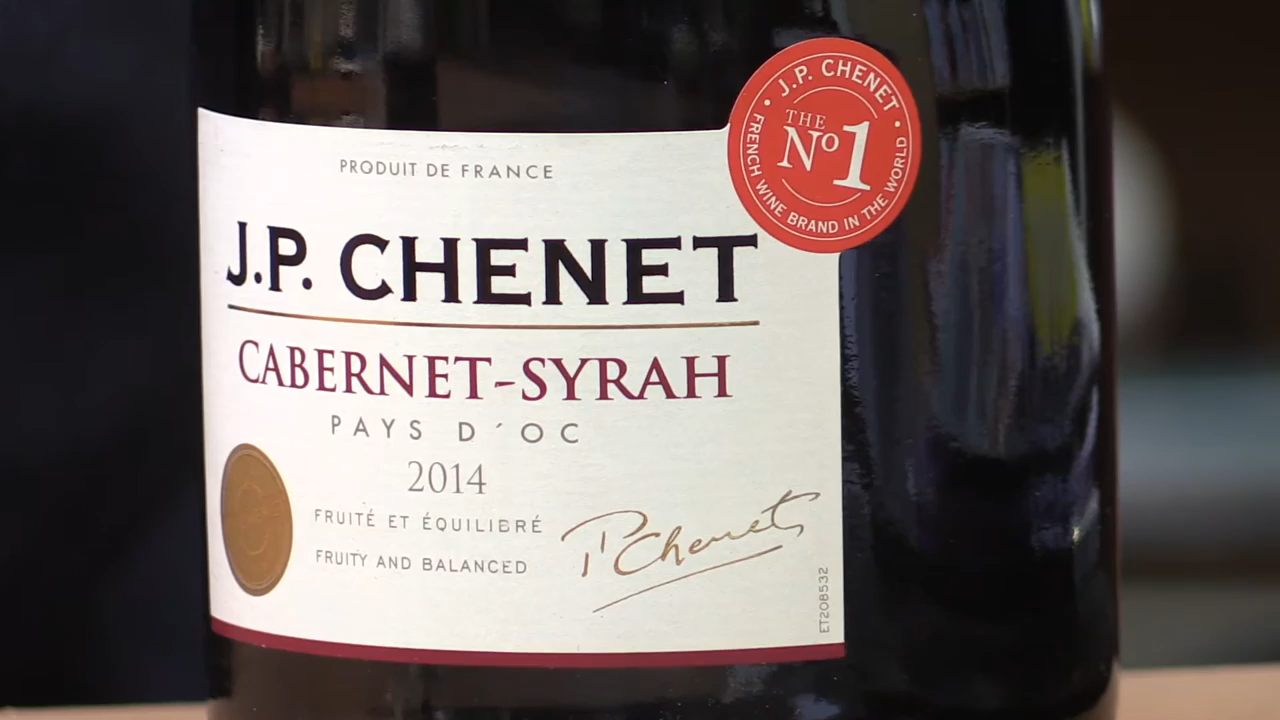 J.P. CHENET
THE
Nº1
FRENCH WINE BRAND IN THE WORLD
PRODUIT DE FRANCE
J.P. CHENET
CABERNET-SYRAH
PAYS D'OC
2014
FRUITÉ ET ÉQUILIBRÉ
FRUITY AND BALANCED
P Chenet
ET208532